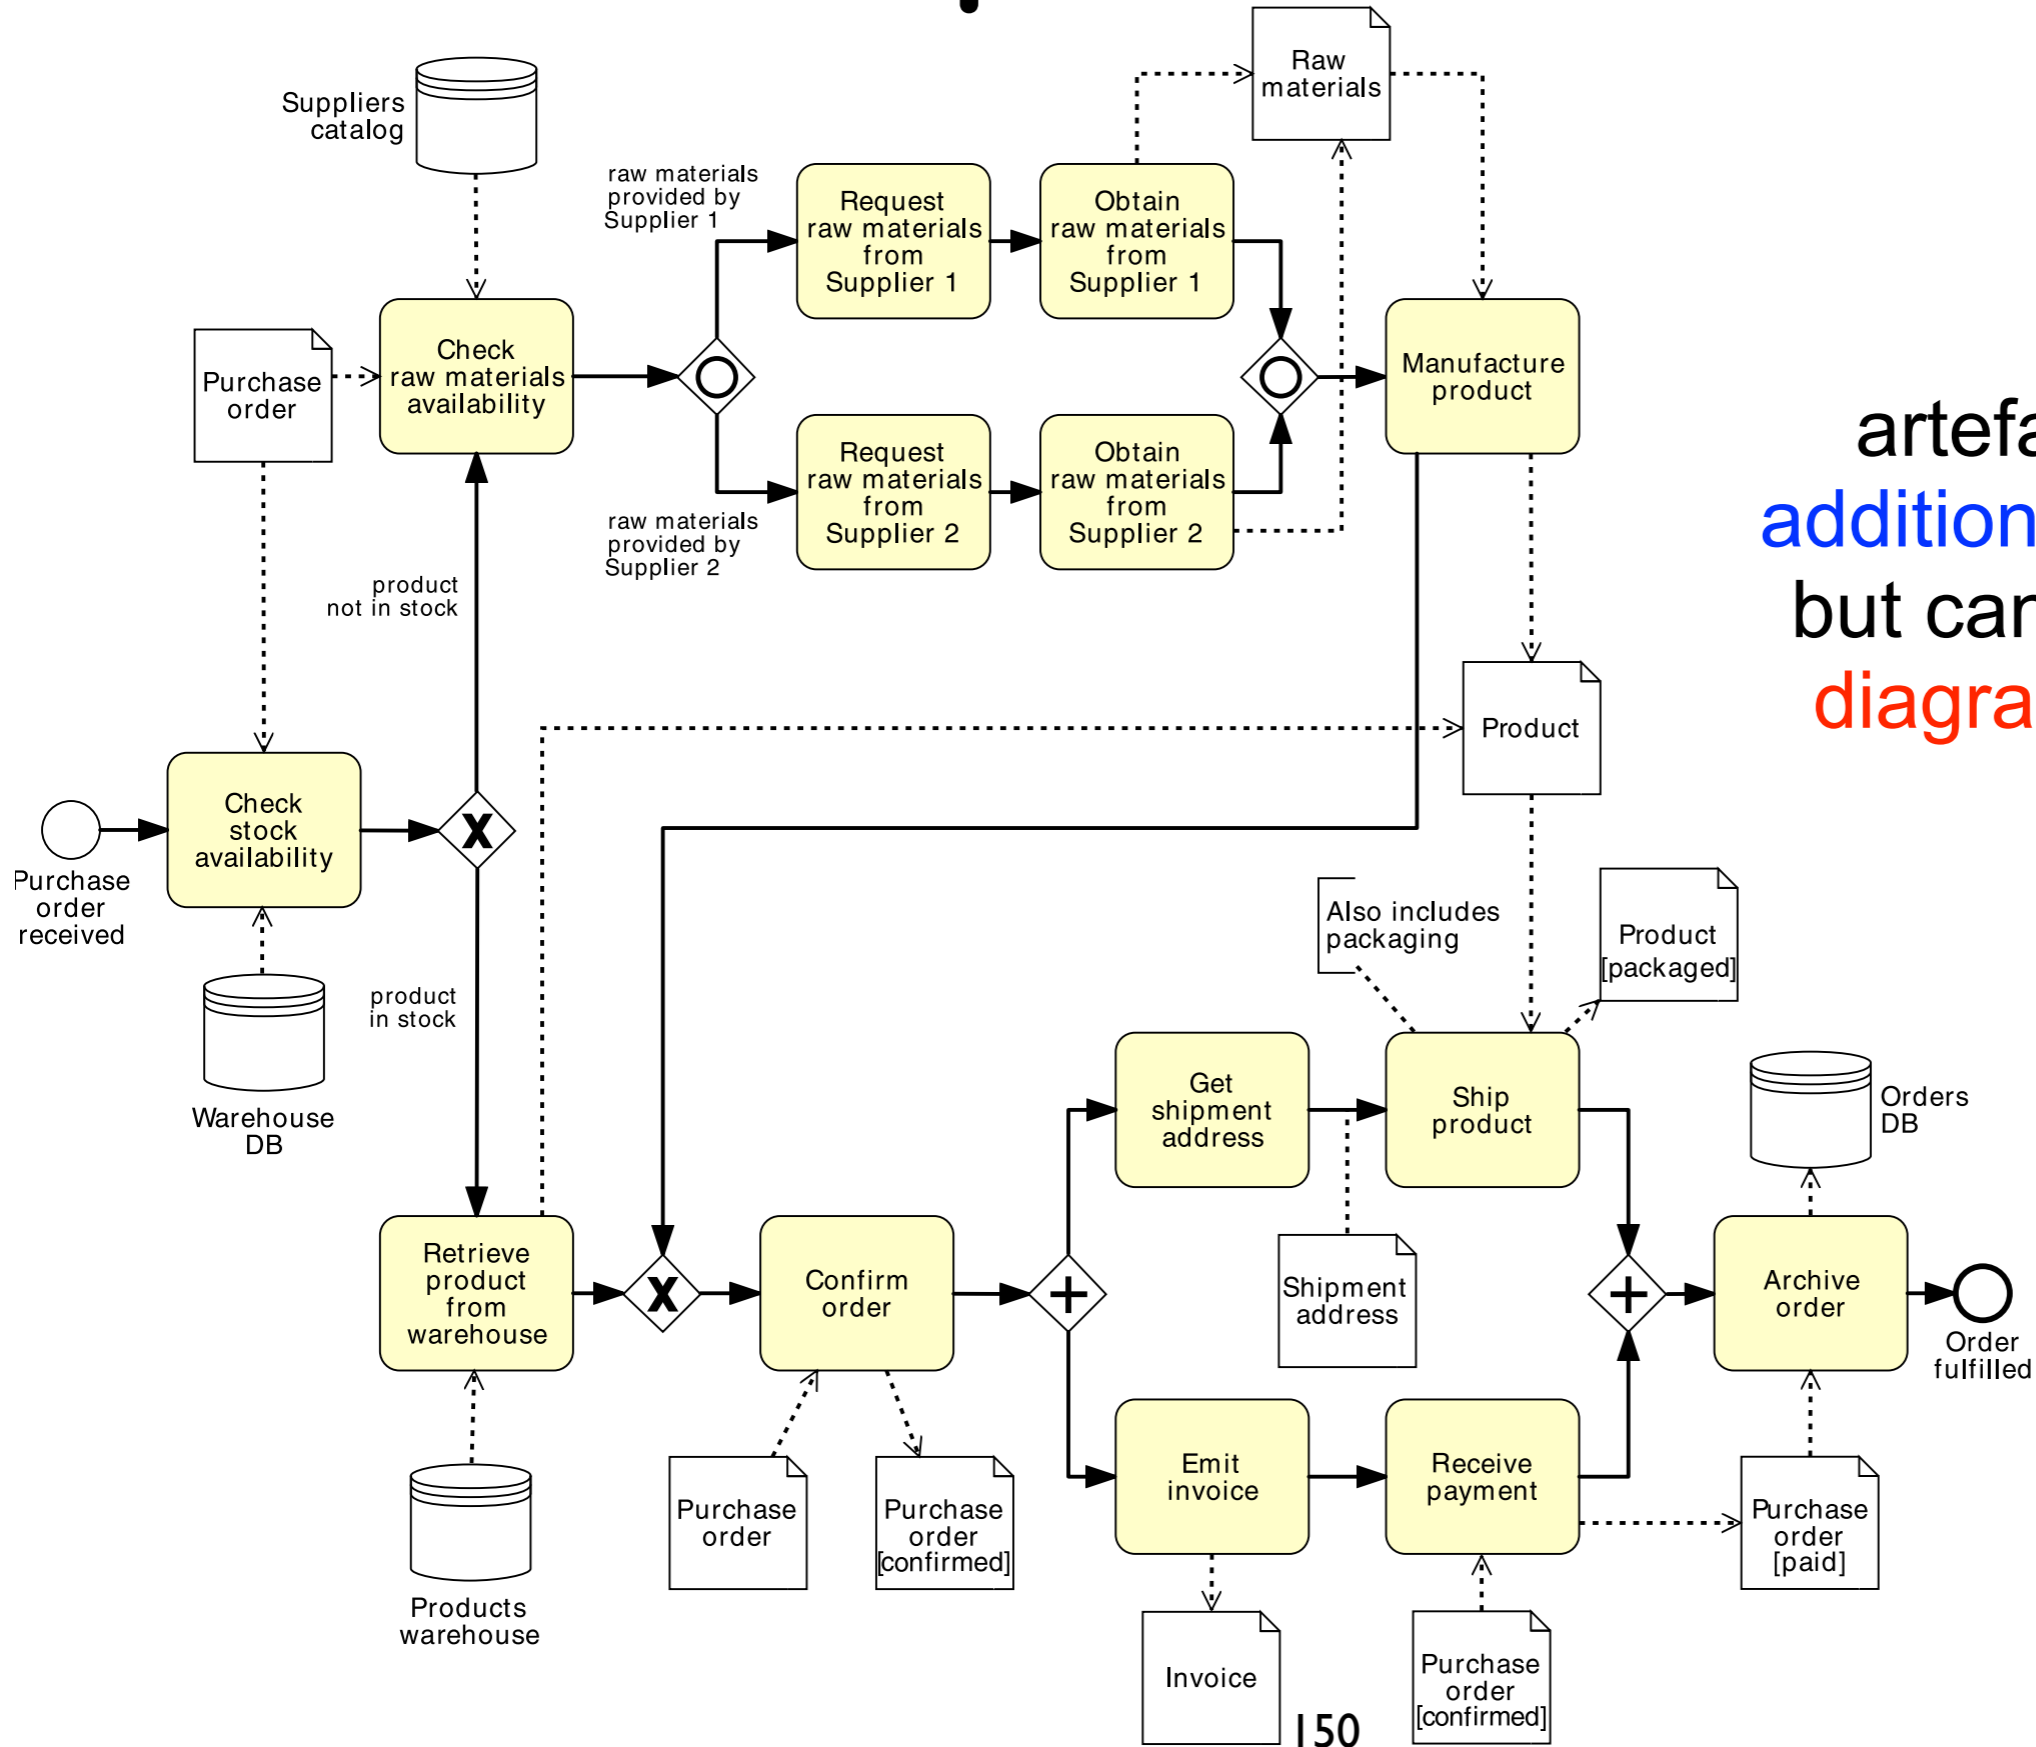 Raw
materials
Suppliers
catalog
raw materials
provided by
Supplier 1
Request
raw materials
from
Supplier 1
Obtain
raw materials
from
Supplier 1
Purchase
order
Check
raw materials
availability
Manufacture
product
raw materials
provided by
Supplier 2
Request
raw materials
from
Supplier 2
Obtain
raw materials
from
Supplier 2
product
not in stock
addition
but can
Product
Check
stock
availability
X
Purchase
order
received
Also includes
packaging
Product
[packaged]
product
in stock
Warehouse
DB
Get
shipment
address
Ship
product
Orders
DB
Retrieve
product
from
warehouse
X
Confirm
order
Shipment
address
Archive
order
Order
fulfilled
Purchase
order
Purchase
order
[confirmed]
Emit
invoice
Receive
payment
Purchase
order
[paid]
Products
warehouse
Invoice
Purchase
order
[confirmed]
150